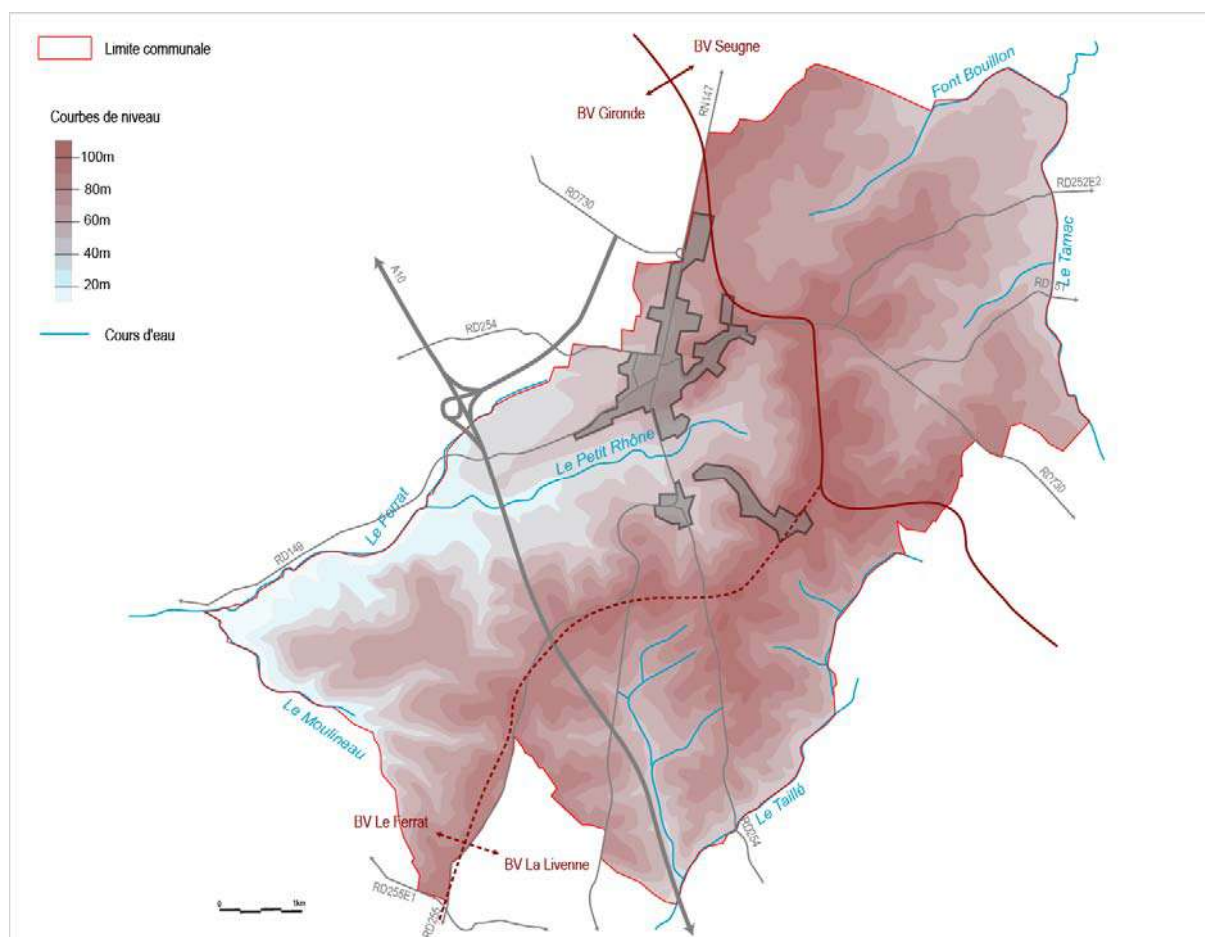 Limite communale
Courbes de niveau
100m
80m
60m
40m
20m
Cours d'eau
BV Seugne
BV Gironde
RN147
Font Bouillon
RD730
RD252E2
Le Tarnac
A10
RD254
Le Petit Rhône
Le Ferrat
RD149
RD730
Le Moulineau
Le Taillé
BV Le Ferrat
BV La Livenne
RD254
RD255E1
RD255
0
1km